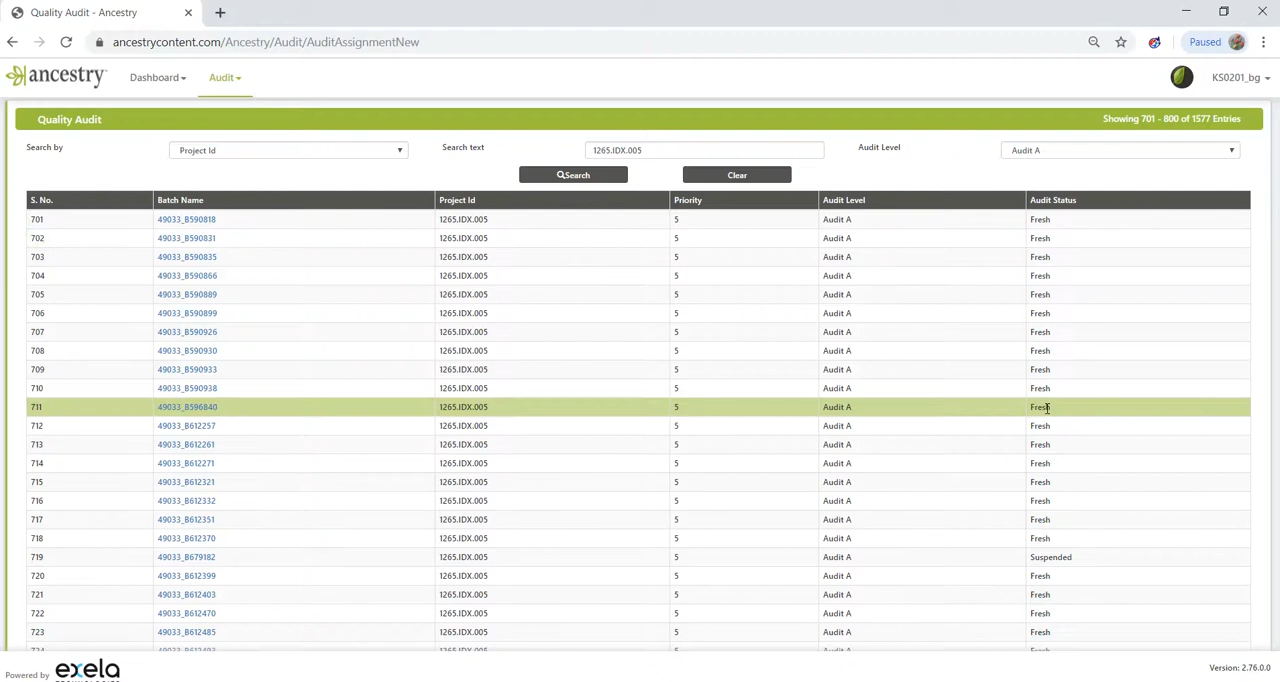 Quality Audit - Ancestry
ancestrycontent.com/Ancestry/Audit/AuditAssignmentNew
Paused
ancestry
Dashboard
Audit
KS0201_bg
Quality Audit
Showing 701 - 800 of 1577 Entries
Search by
Project Id
Search text
1265.IDX.005
Audit Level
Audit A
Search
Clear
S. No. Batch Name Project Id Priority Audit Level Audit Status
701 49033_B590818 1265.IDX.005 5 Audit A Fresh
702 49033_B590831 1265.IDX.005 5 Audit A Fresh
703 49033_B590835 1265.IDX.005 5 Audit A Fresh
704 49033_B590866 1265.IDX.005 5 Audit A Fresh
705 49033_B590889 1265.IDX.005 5 Audit A Fresh
706 49033_B590899 1265.IDX.005 5 Audit A Fresh
707 49033_B590926 1265.IDX.005 5 Audit A Fresh
708 49033_B590930 1265.IDX.005 5 Audit A Fresh
709 49033_B590933 1265.IDX.005 5 Audit A Fresh
710 49033_B590938 1265.IDX.005 5 Audit A Fresh
711 49033_B596840 1265.IDX.005 5 Audit A Fresh
712 49033_B612257 1265.IDX.005 5 Audit A Fresh
713 49033_B612261 1265.IDX.005 5 Audit A Fresh
714 49033_B612271 1265.IDX.005 5 Audit A Fresh
715 49033_B612321 1265.IDX.005 5 Audit A Fresh
716 49033_B612332 1265.IDX.005 5 Audit A Fresh
717 49033_B612351 1265.IDX.005 5 Audit A Fresh
718 49033_B612370 1265.IDX.005 5 Audit A Fresh
719 49033_B679182 1265.IDX.005 5 Audit A Suspended
720 49033_B612399 1265.IDX.005 5 Audit A Fresh
721 49033_B612403 1265.IDX.005 5 Audit A Fresh
722 49033_B612470 1265.IDX.005 5 Audit A Fresh
723 49033_B612485 1265.IDX.005 5 Audit A Fresh
Powered by exela
Version: 2.76.0.0